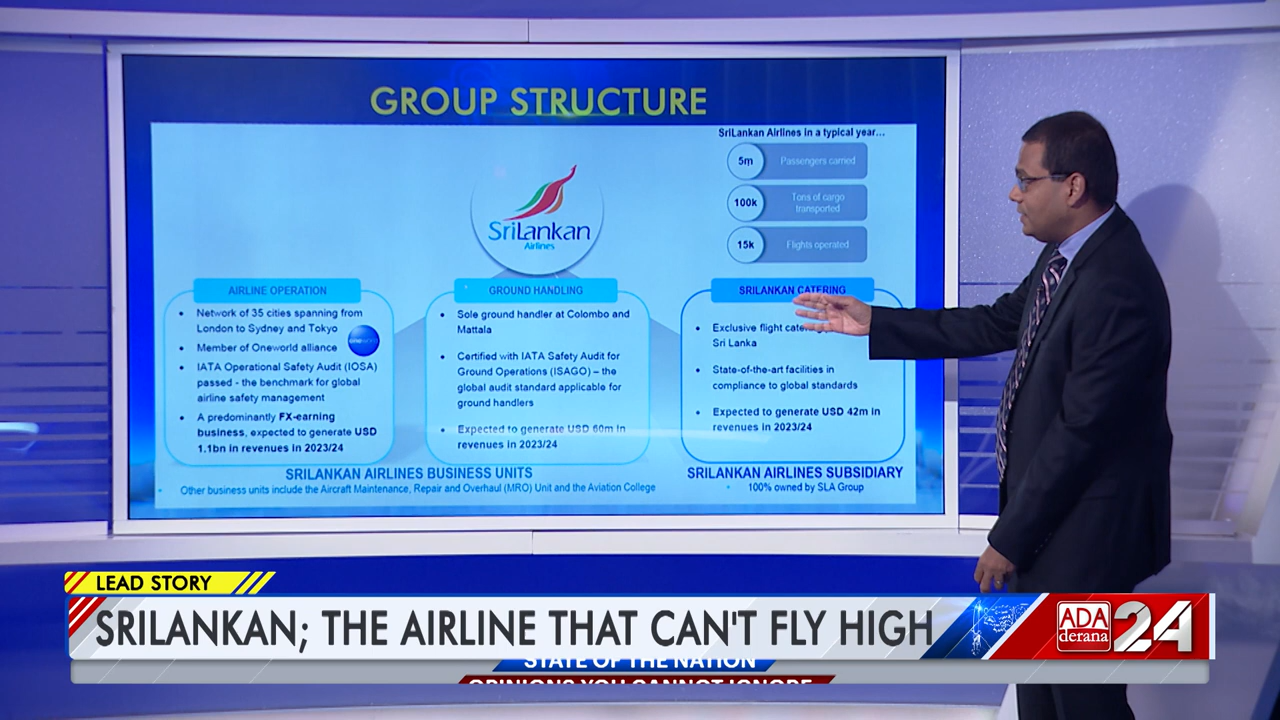 GROUP STRUCTURE
SriLankan Airlines in a typical year...
5m Passengers carried
100k Tons of cargo transported
15k Flights operated
SriLankan
Airlines
AIRLINE OPERATION
• Network of 35 cities spanning from
London to Sydney and Tokyo
• Member of Oneworld alliance
oneworld
• IATA Operational Safety Audit (IOSA)
passed - the benchmark for global
airline safety management
• A predominantly FX-earning
business, expected to generate USD
1.1bn in revenues in 2023/24
GROUND HANDLING
• Sole ground handler at Colombo and
Mattala
• Certified with IATA Safety Audit for
Ground Operations (ISAGO) – the
global audit standard applicable for
ground handlers
• Expected to generate USD 60m in
revenues in 2023/24
SRILANKAN CATERING
• Exclusive flight
Sri Lanka
• State-of-the-art facilities in
compliance to global standards
• Expected to generate USD 42m in
revenues in 2023/24
SRILANKAN AIRLINES BUSINESS UNITS
• Other business units include the Aircraft Maintenance, Repair and Overhaul (MRO) Unit and the Aviation College
SRILANKAN AIRLINES SUBSIDIARY
• 100% owned by SLA Group
LEAD STORY
SRILANKAN; THE AIRLINE THAT CAN'T FLY HIGH
ADA
derana
24
STATE OF THE NATION
OPINIONS YOU CANNOT IGNORE